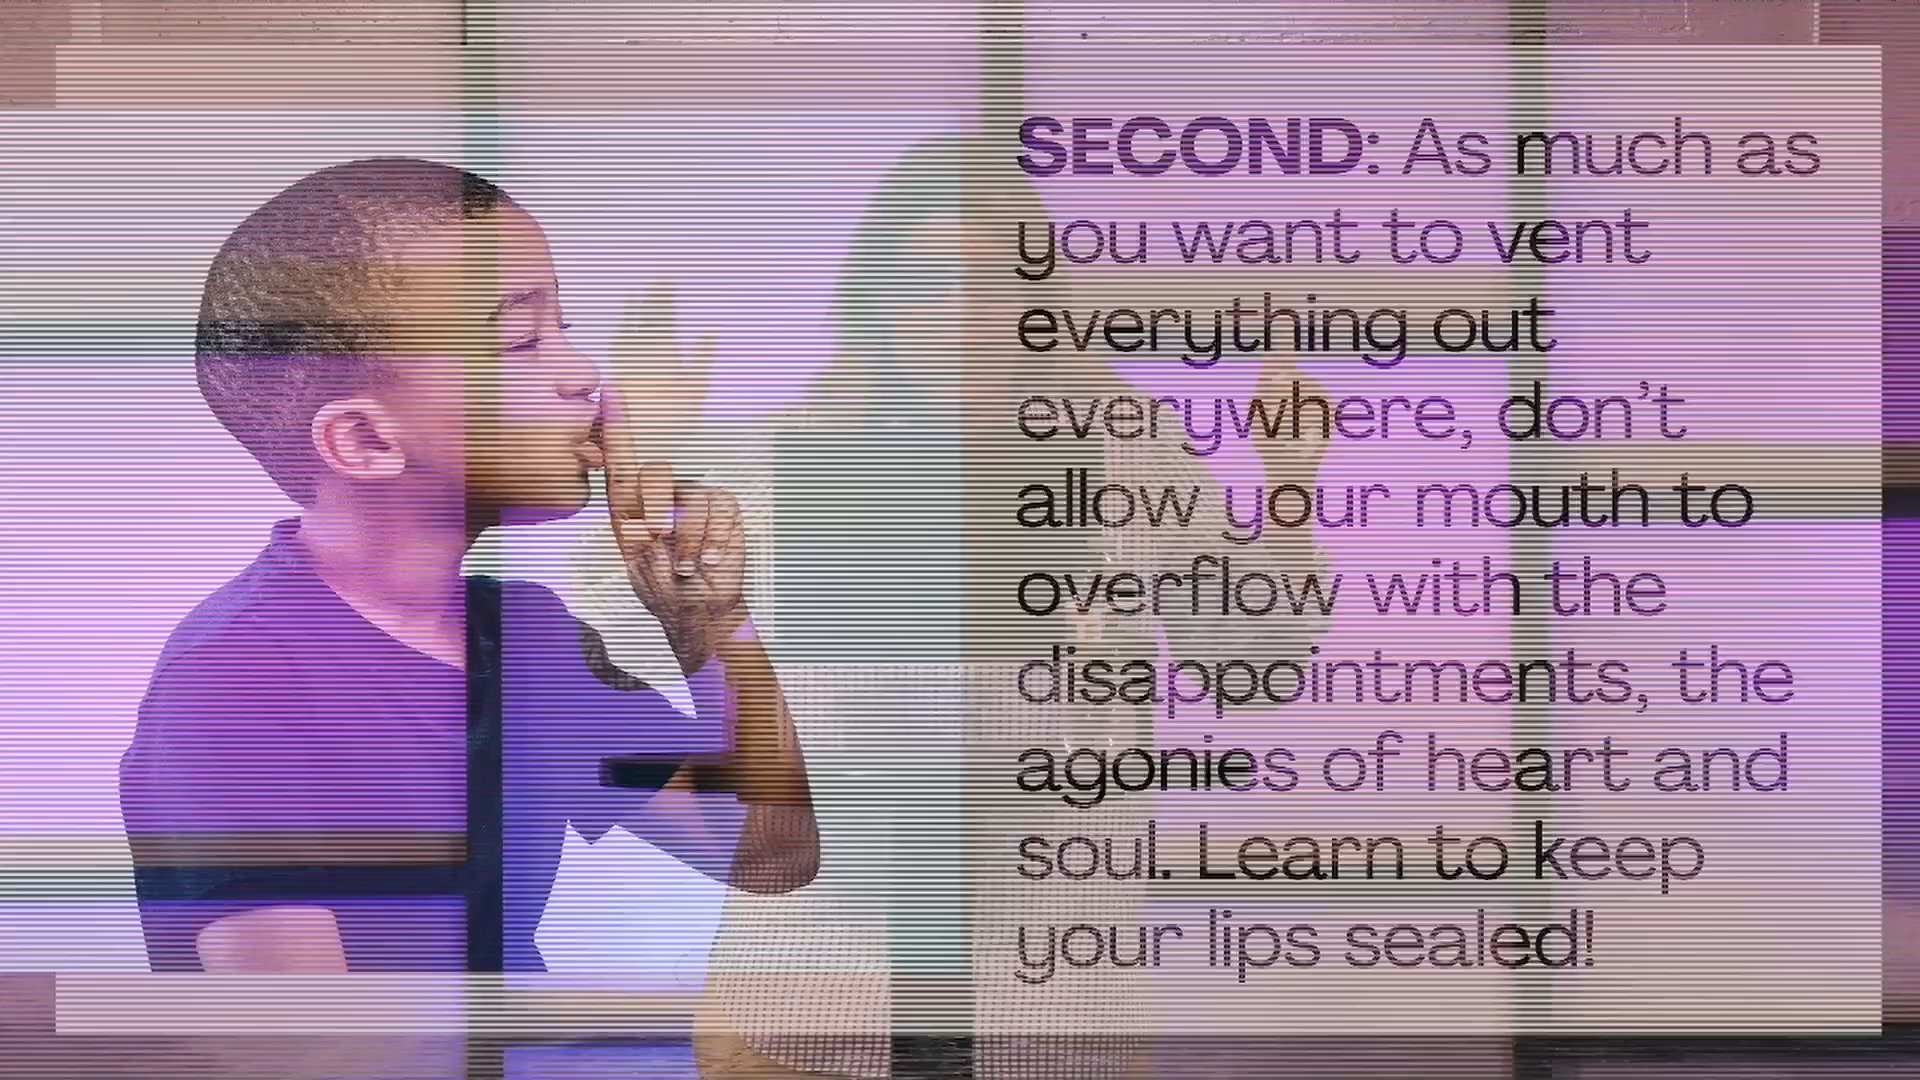 SECOND: As much as
you want to vent
everything out
everywhere, don't
allow your mouth to
overflow with the
disappointments, the
agonies of heart and
soul. Learn to keep
your lips sealed!